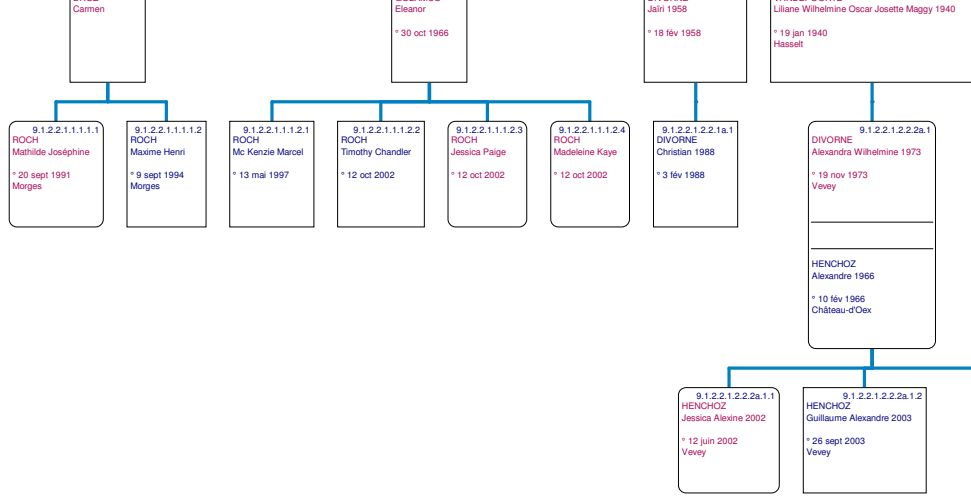 Carmen
Eleanor
° 30 oct 1966
Jaïri 1958
° 18 fév 1958
Liliane Wilhelmine Oscar Josette Maggy 1940
° 19 jan 1940
Hasselt
9.1.2.2.1.1.1.1.1
ROCH
Mathilde Joséphine
° 20 sept 1991
Morges
9.1.2.2.1.1.1.1.2
ROCH
Maxime Henri
° 9 sept 1994
Morges
9.1.2.2.1.1.1.2.1
ROCH
Mc Kenzie Marcel
° 13 mai 1997
9.1.2.2.1.1.1.2.2
ROCH
Timothy Chandler
° 12 oct 2002
9.1.2.2.1.1.1.2.3
ROCH
Jessica Paige
° 12 oct 2002
9.1.2.2.1.1.1.2.4
ROCH
Madeleine Kaye
° 12 oct 2002
9.1.2.2.1.2.2.1a.1
DIVORNE
Christian 1988
° 3 fév 1988
9.1.2.2.1.2.2.2a.1
DIVORNE
Alexandra Wilhelmine 1973
° 19 nov 1973
Vevey
HENCHOZ
Alexandre 1966
° 10 fév 1966
Château-d'Oex
9.1.2.2.1.2.2.2a.1.1
HENCHOZ
Jessica Alexine 2002
° 12 juin 2002
Vevey
9.1.2.2.1.2.2.2a.1.2
HENCHOZ
Guillaume Alexandre 2003
° 26 sept 2003
Vevey